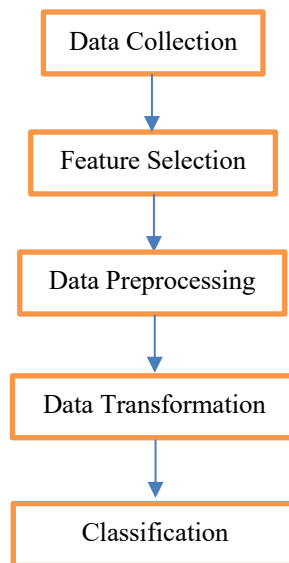 Data Collection
Feature Selection
Data Preprocessing
Data Transformation
Classification